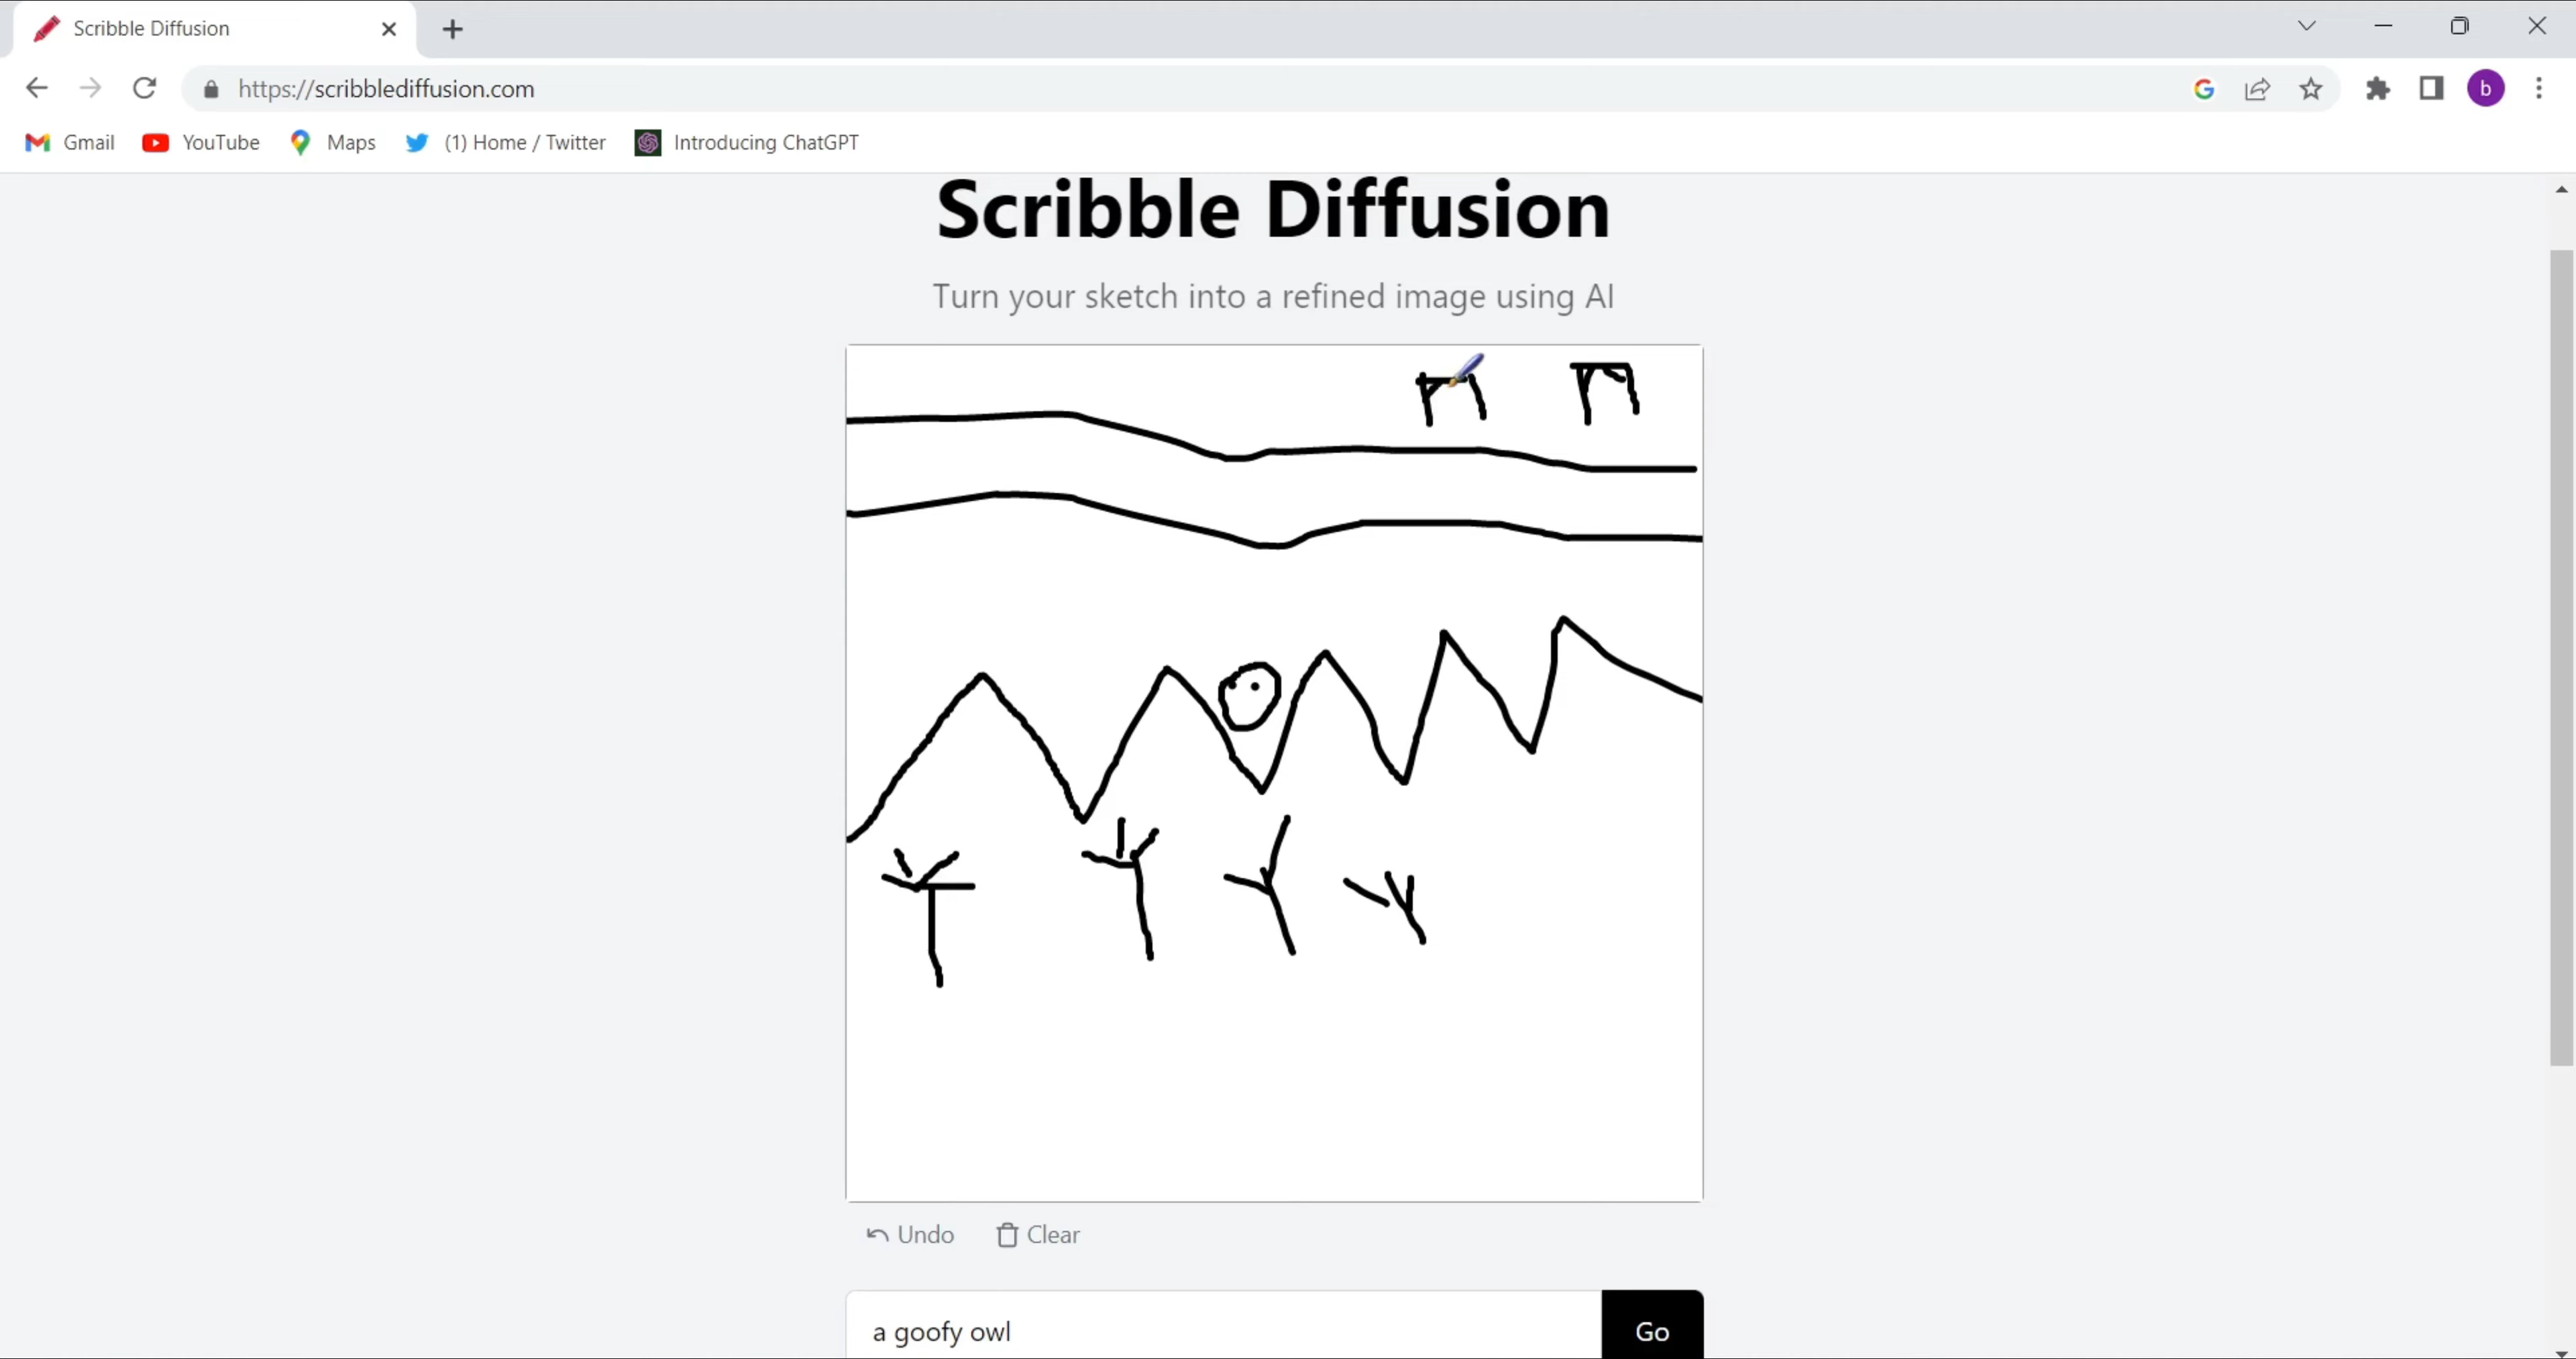 Scribble Diffusion
https://scribblediffusion.com
b
Gmail YouTube Maps (1) Home / Twitter Introducing ChatGPT
Scribble Diffusion
Turn your sketch into a refined image using AI
Undo Clear
a goofy owl Go